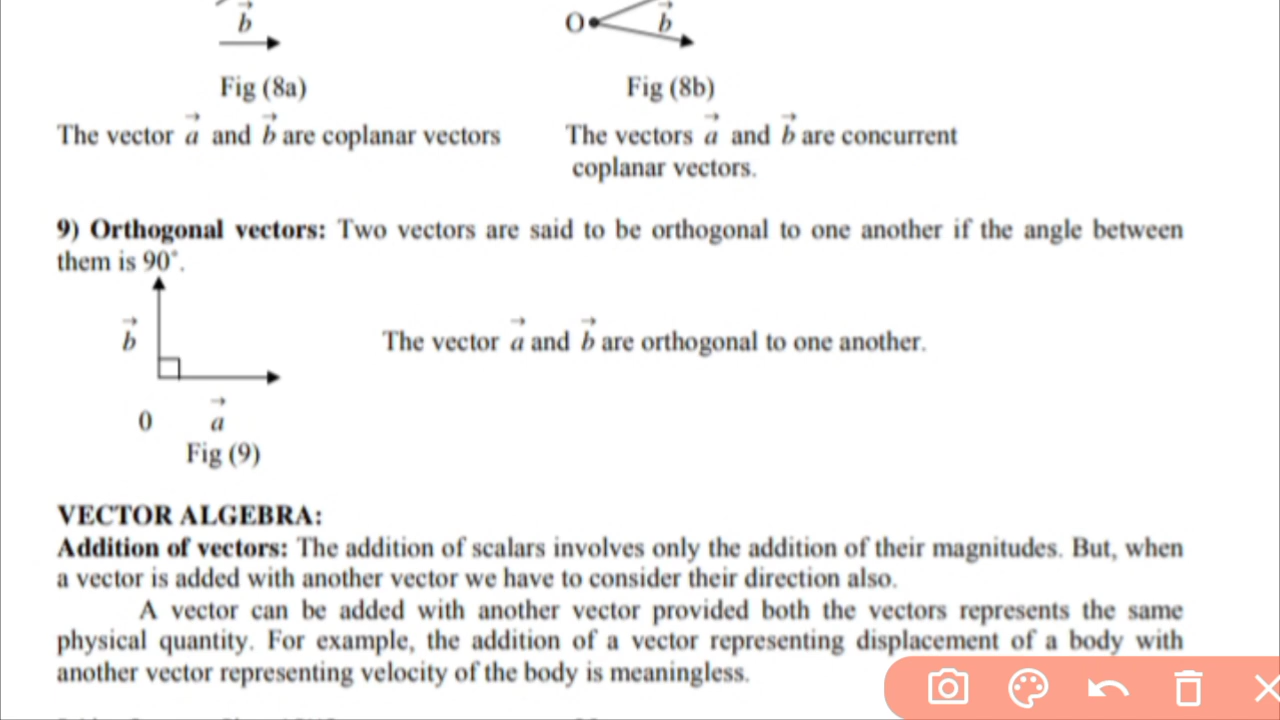 b
O b
Fig (8a) Fig (8b)
The vector a and b are coplanar vectors The vectors a and b are concurrent
coplanar vectors.
9) Orthogonal vectors: Two vectors are said to be orthogonal to one another if the angle between
them is 90°.
b The vector a and b are orthogonal to one another.
0 a
Fig (9)
VECTOR ALGEBRA:
Addition of vectors: The addition of scalars involves only the addition of their magnitudes. But, when
a vector is added with another vector we have to consider their direction also.
A vector can be added with another vector provided both the vectors represents the same
physical quantity. For example, the addition of a vector representing displacement of a body with
another vector representing velocity of the body is meaningless.